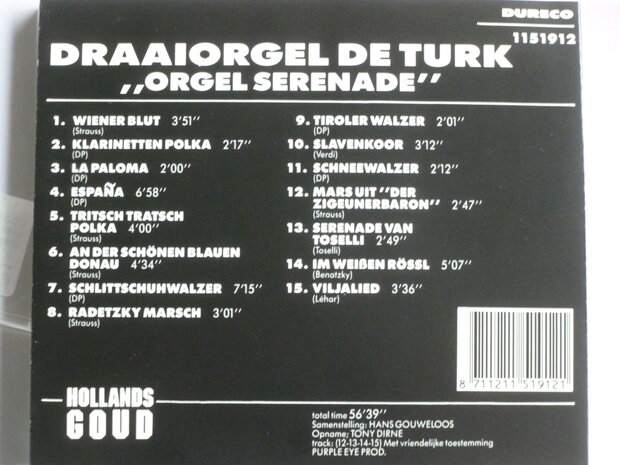 DURECO
1151912
DRAAIORGEL DE TURK
,,ORGEL SERENADE’’
1. WIENER BLUT 3’51’’
(Strauss)
2. KLARINETTEN POLKA 2’17’’
(DP)
3. LA PALOMA 2’00’’
(DP)
4. ESPAÑA 6’58’’
(DP)
5. TRITSCH TRATSCH
POLKA 4’00’’
(Strauss)
6. AN DER SCHÖNEN BLAUEN
DONAU 4’34’’
(Strauss)
7. SCHLITTSCHUHWALZER 7’15’’
(DP)
8. RADETZKY MARSCH 3’01’’
(Strauss)
9. TIROLER WALZER 2’01’’
(DP)
10. SLAVENKOOR 3’12’’
(Verdi)
11. SCHNEEWALZER 2’12’’
(DP)
12. MARS UIT ’’DER
ZIGEUNERBARON’’ 2’47’’
(Strauss)
13. SERENADE VAN
TOSELLI 2’49’’
(Toselli)
14. IM WEIßEN RÖSSL 5’07’’
(Benatzky)
15. VILJALIED 3’36’’
(Léhar)
8 711211 519121
HOLLANDS
GOUD
total time 56’39’’
Samenstelling: HANS GOUWELOOS
Opname; TONY DIRNE
track: (12-13-14-15) Met vriendelijke toestemming
PURPLE EYE PROD.